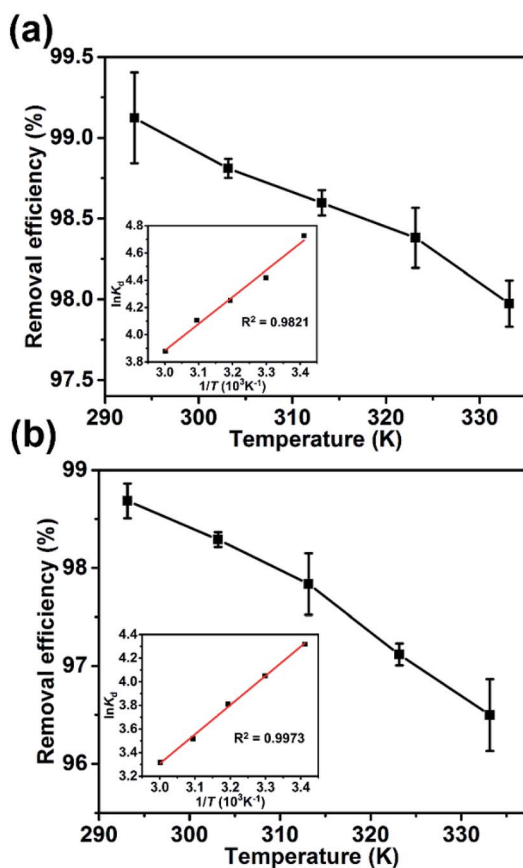 (a)
99.5
99.0
98.5
98.0
97.5
Removal efficiency (%)
4.8
4.6
4.4
4.2
4.0
3.8
lnKd
R² = 0.9821
3.0 3.1 3.2 3.3 3.4
1/T (10³K⁻¹)
290 300 310 320 330
Temperature (K)
(b)
99
98
97
96
Removal efficiency (%)
4.4
4.2
4.0
3.8
3.6
3.4
3.2
lnKd
R² = 0.9973
3.0 3.1 3.2 3.3 3.4
1/T (10³K⁻¹)
290 300 310 320 330
Temperature (K)